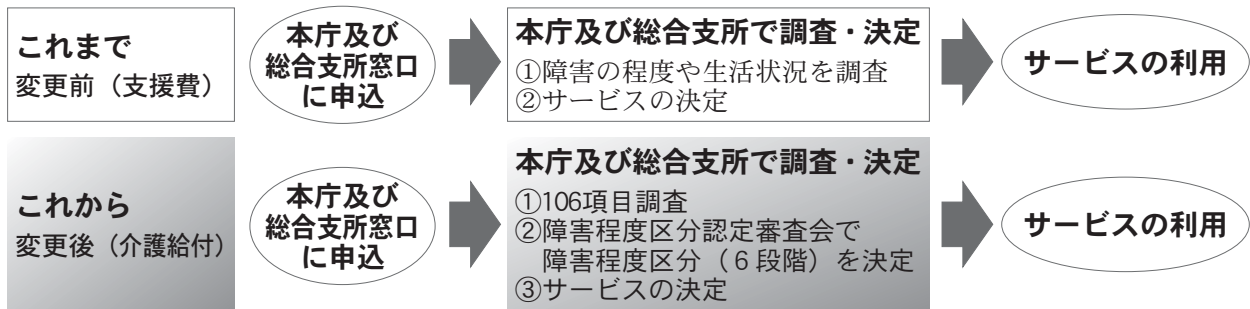 これまで
変更前（支援費）
本庁及び
総合支所窓口
に申込
本庁及び総合支所で調査・決定
①障害の程度や生活状況を調査
②サービスの決定
サービスの利用
これから
変更後（介護給付）
本庁及び
総合支所窓口
に申込
本庁及び総合支所で調査・決定
①106項目調査
②障害程度区分認定審査会で
障害程度区分（６段階）を決定
③サービスの決定
サービスの利用